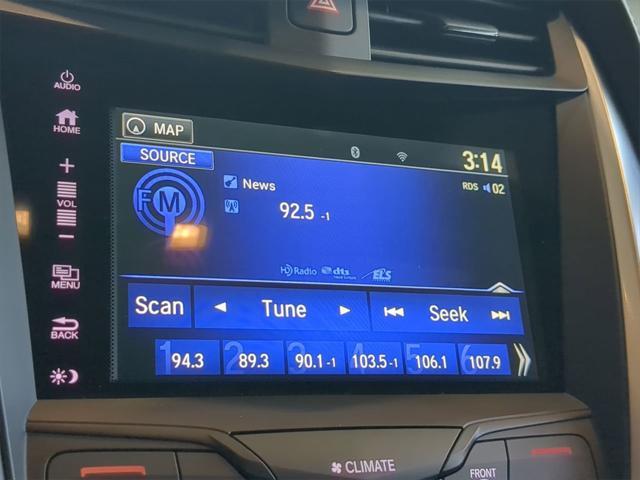 AUDIO
HOME
VOL
MENU
BACK
MAP
3:14
SOURCE
RDS 02
FM
News
92.5 -1
HD Radio dts ELS
Scan Tune Seek
1 94.3 2 89.3 3 90.1-1 4 103.5-1 5 106.1 6 107.9
CLIMATE
FRONT